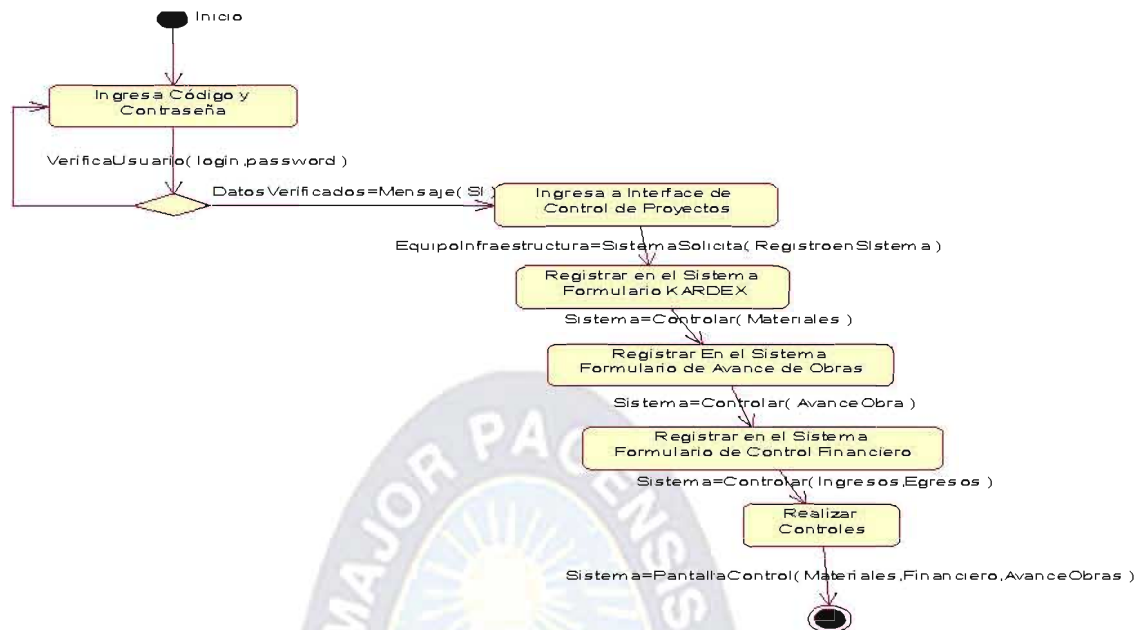 Inicio
Ingresa Código y
Contraseña
VerificaUsuario( login,password )
DatosVerificados=Mensaje( SI )
Ingresa a Interface de
Control de Proyectos
EquipoInfraestructura=SistemaSolicita( RegistroenSIstema )
Registrar en el Sistema
Formulario KARDEX
Sistema=Controlar( Materiales )
Registrar En el Sistema
Formulario de Avance de Obras
Sistema=Controlar( AvanceObra )
Registrar en el Sistema
Formulario de Control Financiero
Sistema=Controlar( Ingresos,Egresos )
Realizar
Controles
Sistema=PantallaControl( Materiales,Financiero,AvanceObras )
MAJOR PACENSIS